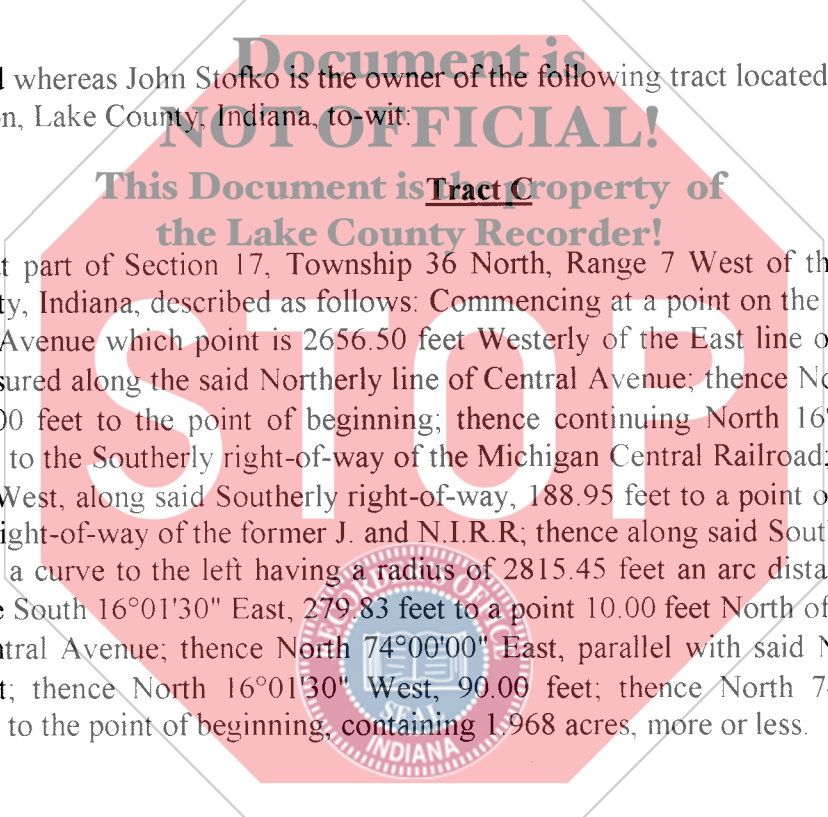 Document is
d whereas John Stofko is the owner of the following tract located
n, Lake County, Indiana, to-wit:
NOT OFFICIAL!
This Document is the property of
Tract C
the Lake County Recorder!
t part of Section 17, Township 36 North, Range 7 West of th
ty, Indiana, described as follows: Commencing at a point on the
Avenue which point is 2656.50 feet Westerly of the East line o
sured along the said Northerly line of Central Avenue; thence No
00 feet to the point of beginning; thence continuing North 16°
to the Southerly right-of-way of the Michigan Central Railroad;
West, along said Southerly right-of-way, 188.95 feet to a point o
ight-of-way of the former J. and N.I.R.R; thence along said Sout
a curve to the left having a radius of 2815.45 feet an arc dista
e South 16°01'30" East, 279.83 feet to a point 10.00 feet North of
ntral Avenue; thence North 74°00'00" East, parallel with said N
t; thence North 16°01'30" West, 90.00 feet; thence North 7
to the point of beginning, containing 1.968 acres, more or less.
STOP
SEAL
INDIANA